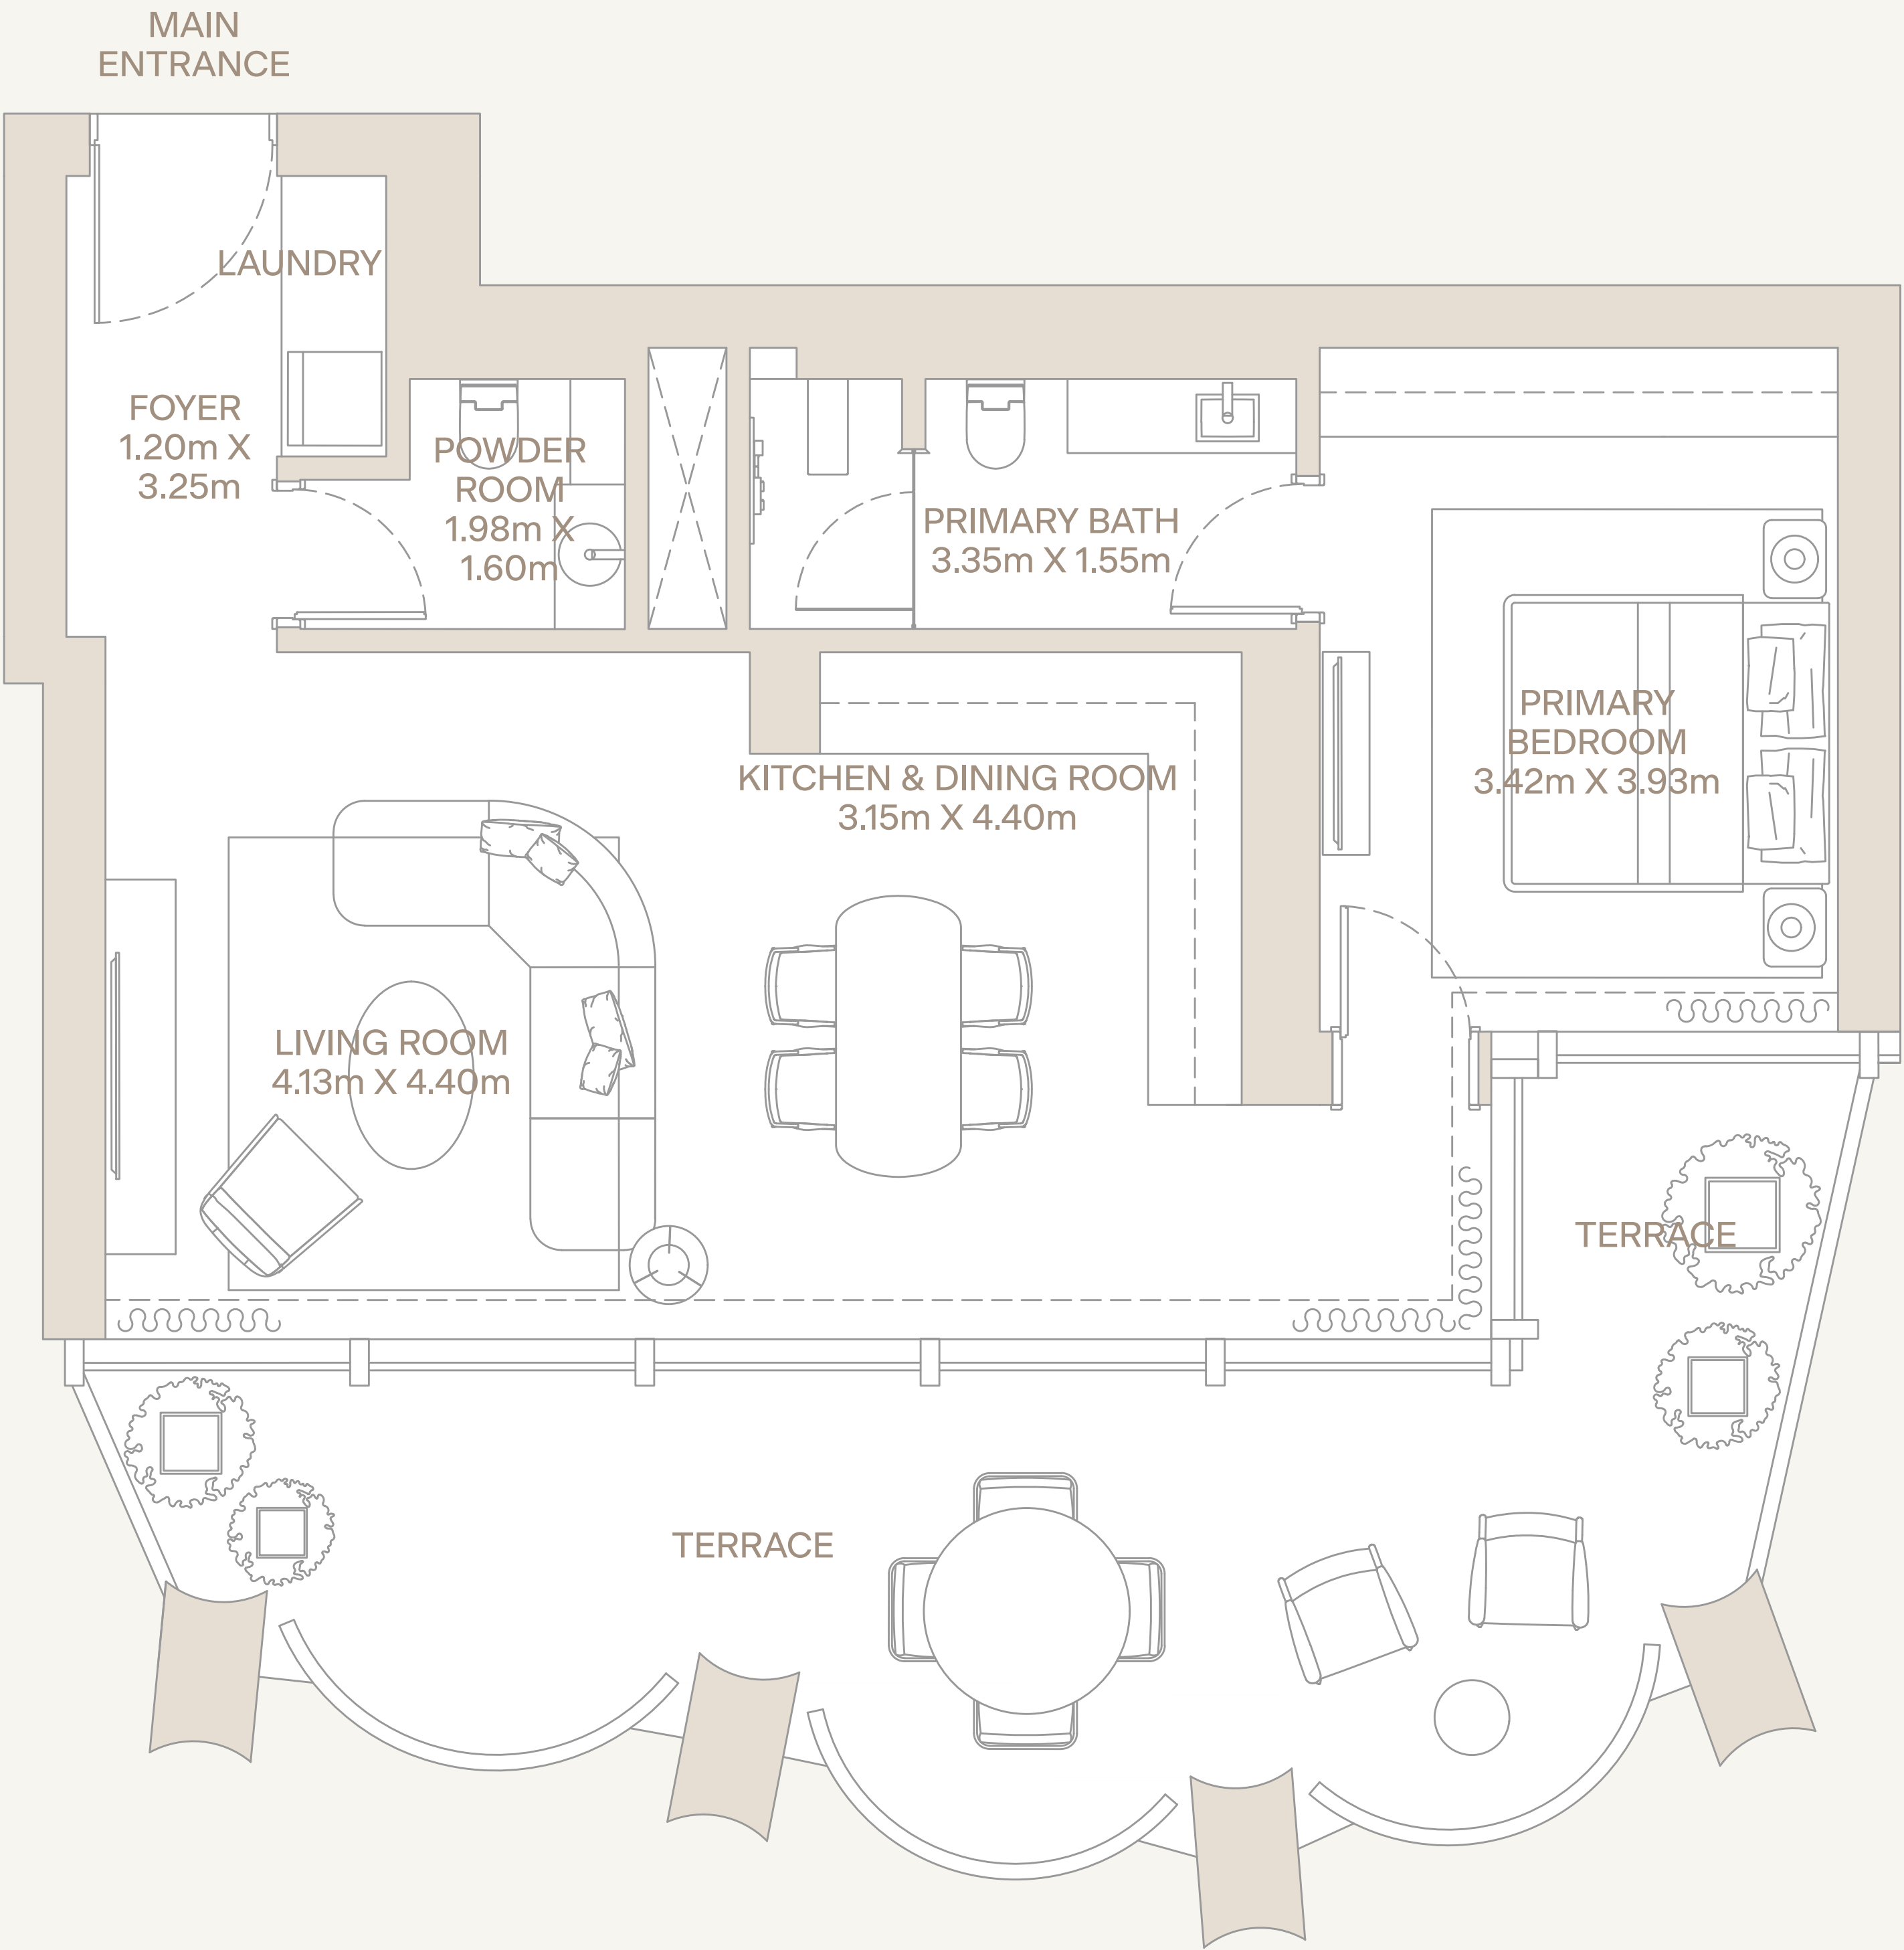 MAIN
ENTRANCE
LAUNDRY
FOYER
1.20m X
3.25m
POWDER
ROOM
1.98m X
1.60m
PRIMARY BATH
3.35m X 1.55m
PRIMARY
BEDROOM
3.42m X 3.93m
KITCHEN & DINING ROOM
3.15m X 4.40m
LIVING ROOM
4.13m X 4.40m
TERRACE
TERRACE